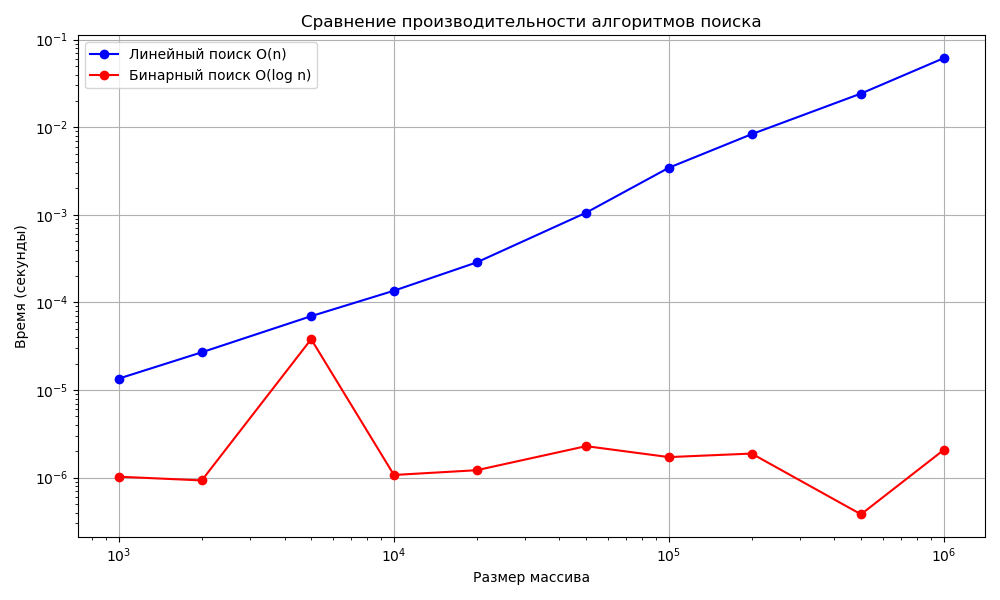 Сравнение производительности алгоритмов поиска
Линейный поиск O(n)
Бинарный поиск O(log n)
Время (секунды)
10⁻¹
10⁻²
10⁻³
10⁻⁴
10⁻⁵
10⁻⁶
10³ 10⁴ 10⁵ 10⁶
Размер массива